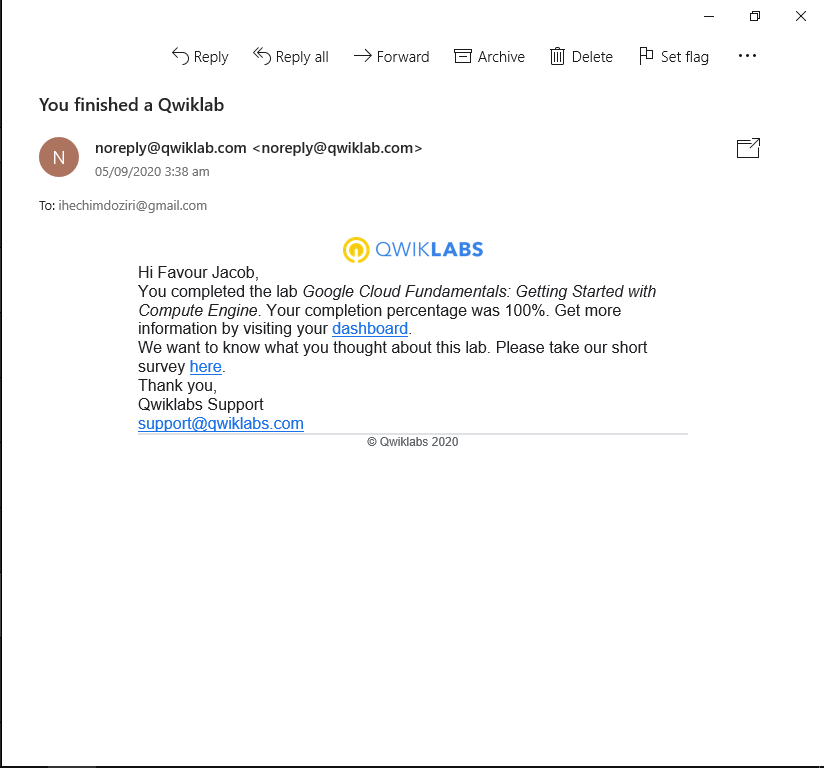 Reply Reply all Forward Archive Delete Set flag
You finished a Qwiklab
N
noreply@qwiklab.com <noreply@qwiklab.com>
05/09/2020 3:38 am
To: ihechimdoziri@gmail.com
QWIKLABS
Hi Favour Jacob,
You completed the lab Google Cloud Fundamentals: Getting Started with
Compute Engine. Your completion percentage was 100%. Get more
information by visiting your dashboard.
We want to know what you thought about this lab. Please take our short
survey here.
Thank you,
Qwiklabs Support
support@qwiklabs.com
© Qwiklabs 2020